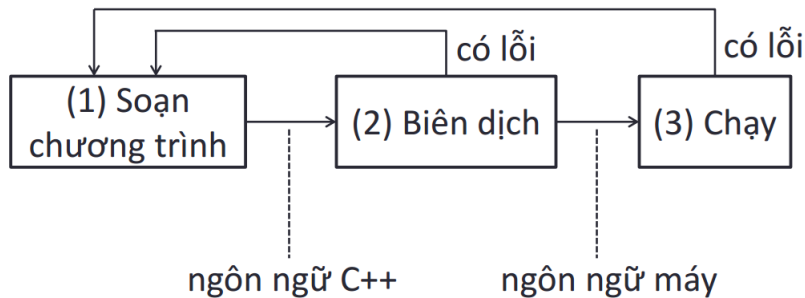 có lỗi
có lỗi
(1) Soạn
chương trình
(2) Biên dịch
(3) Chạy
ngôn ngữ C++
ngôn ngữ máy